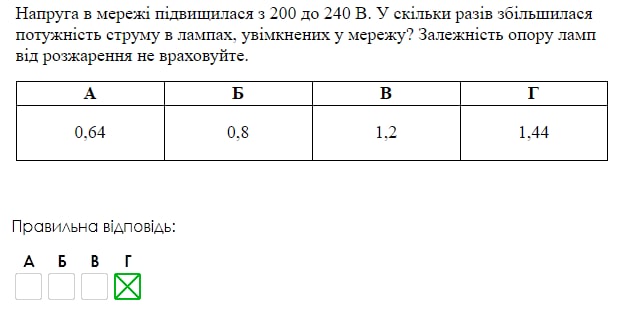 Напруга в мережі підвищилася з 200 до 240 В. У скільки разів збільшилася
потужність струму в лампах, увімкнених у мережу? Залежність опору ламп
від розжарення не враховуйте.
А Б В Г
0,64 0,8 1,2 1,44
Правильна відповідь:
А Б В Г